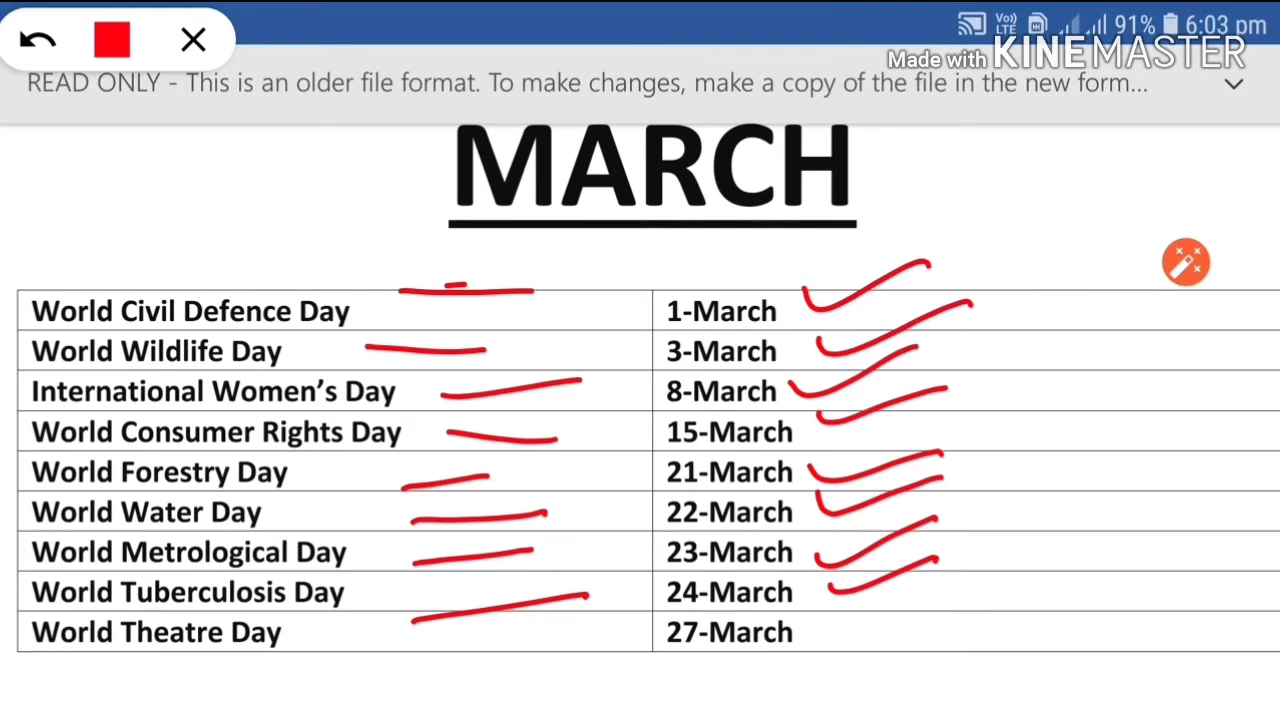 Vo)) LTE 91% 6:03 pm
Made with KINEMASTER
READ ONLY - This is an older file format. To make changes, make a copy of the file in the new form...
MARCH
World Civil Defence Day 1-March
World Wildlife Day 3-March
International Women’s Day 8-March
World Consumer Rights Day 15-March
World Forestry Day 21-March
World Water Day 22-March
World Metrological Day 23-March
World Tuberculosis Day 24-March
World Theatre Day 27-March